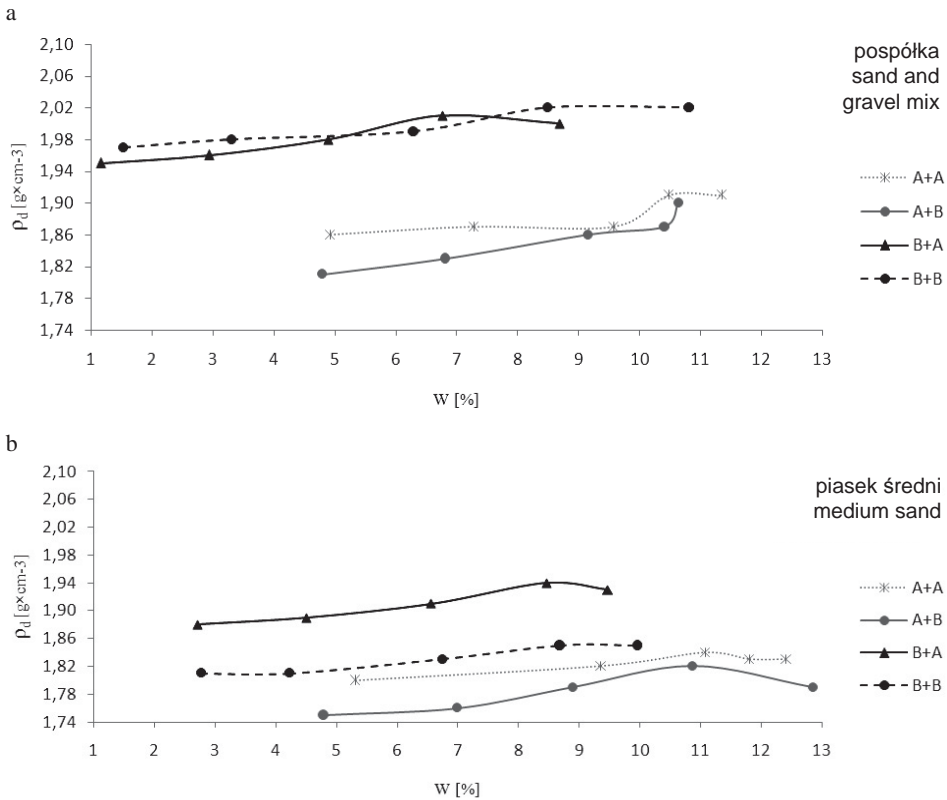 a
2,10
2,06
2,02
1,98
1,94
1,90
1,86
1,82
1,78
1,74
ρd [g×cm-3]
1 2 3 4 5 6 7 8 9 10 11 12 13
W [%]
pospółka
sand and
gravel mix
A+A
A+B
B+A
B+B
b
2,10
2,06
2,02
1,98
1,94
1,90
1,86
1,82
1,78
1,74
ρd [g×cm-3]
1 2 3 4 5 6 7 8 9 10 11 12 13
W [%]
piasek średni
medium sand
A+A
A+B
B+A
B+B